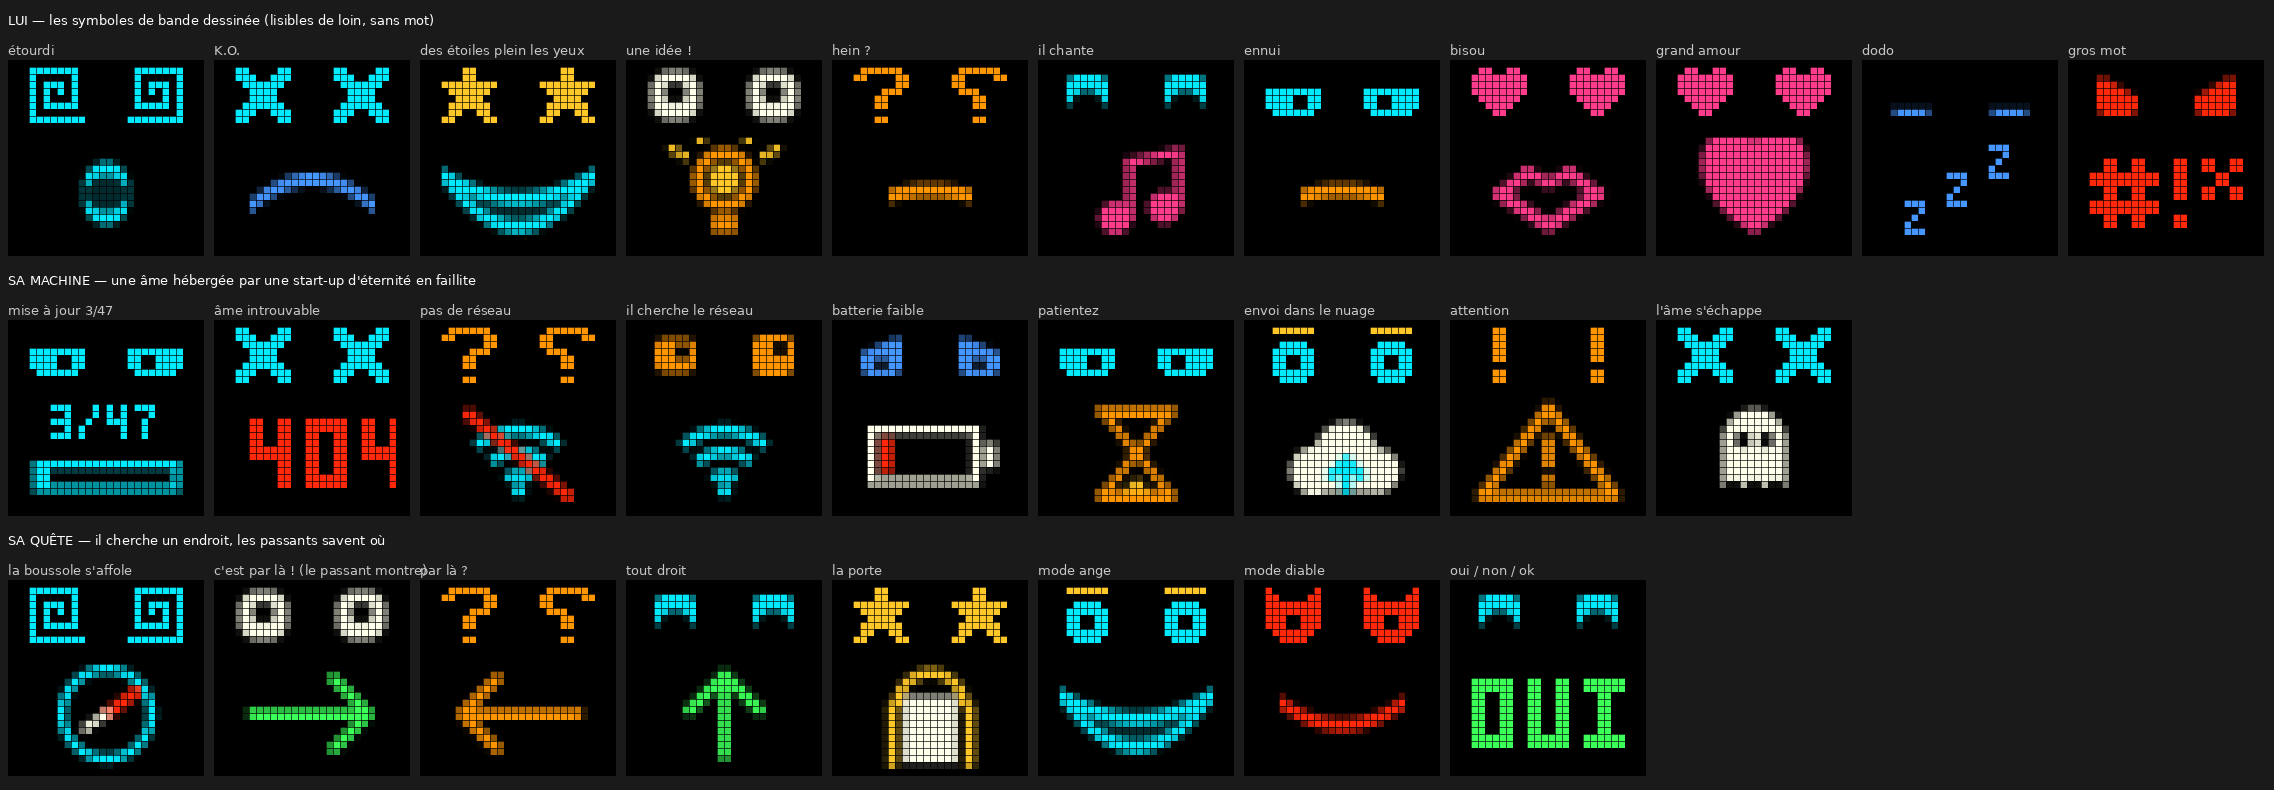 LUI — les symboles de bande dessinée (lisibles de loin, sans mot)
étourdi K.O. des étoiles plein les yeux une idée ! hein ? il chante ennui bisou grand amour dodo gros mot
? ?
z
z
z
#!x
SA MACHINE — une âme hébergée par une start-up d'éternité en faillite
mise à jour 3/47 âme introuvable pas de réseau il cherche le réseau batterie faible patientez envoi dans le nuage attention l'âme s'échappe
? ? ! !
3/47 404 !
SA QUÊTE — il cherche un endroit, les passants savent où
la boussole s'affole c'est par là ! (le passant montre) par là ? tout droit la porte mode ange mode diable oui / non / ok
? ?
OUI